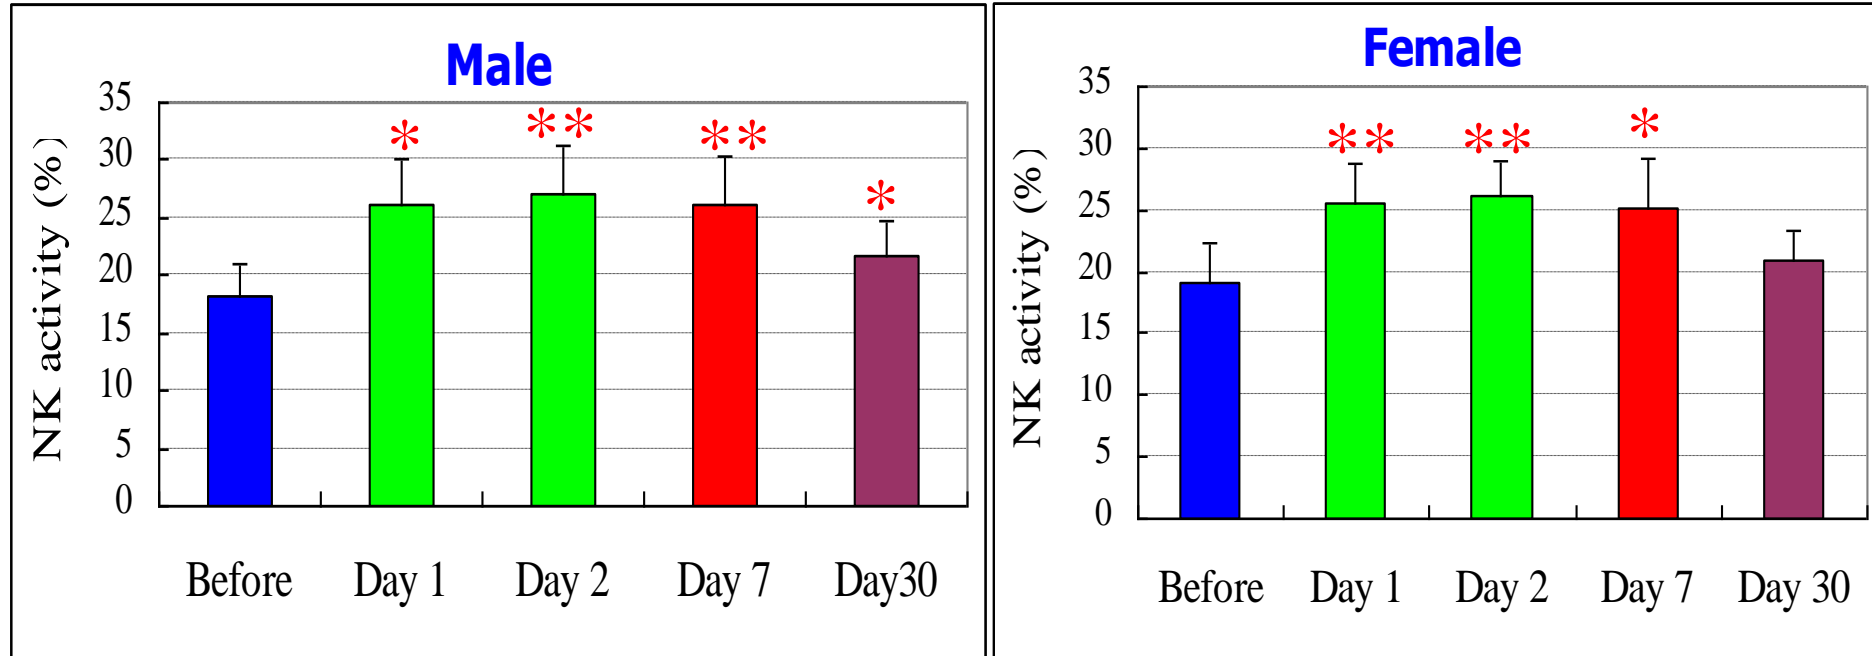 Male
NK activity (%)
35
30
25
20
15
10
5
0
* ** ** *
Before Day 1 Day 2 Day 7 Day30
Female
NK activity (%)
35
30
25
20
15
10
5
0
** ** *
Before Day 1 Day 2 Day 7 Day 30